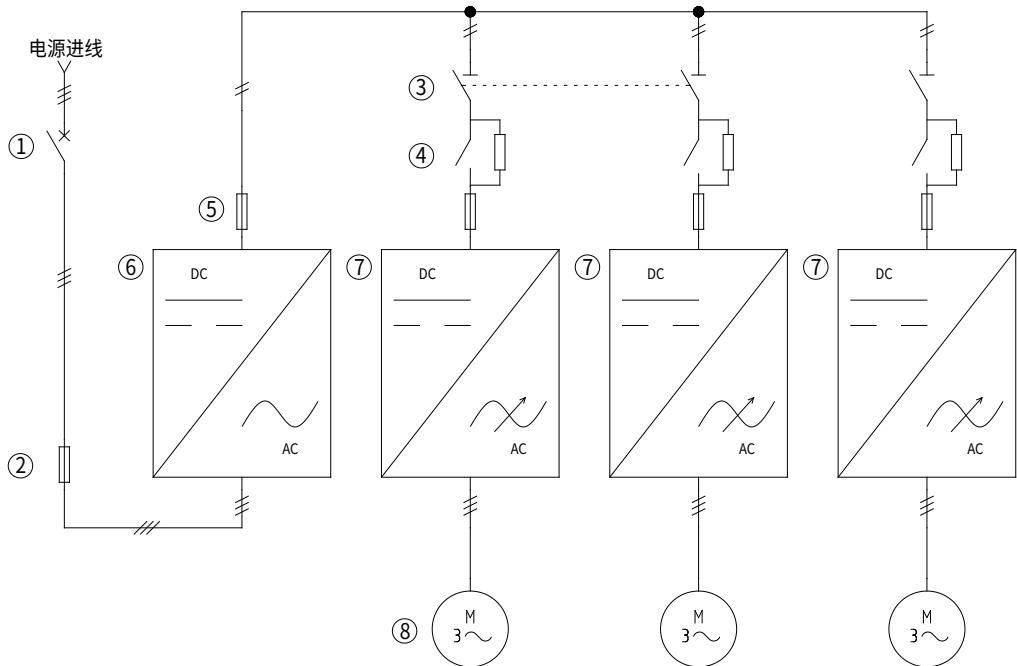 电源进线
①
③
④
⑤
⑥ DC ⑦ DC ⑦ DC ⑦ DC
AC AC AC AC
②
M M M
⑧ 3 3 3